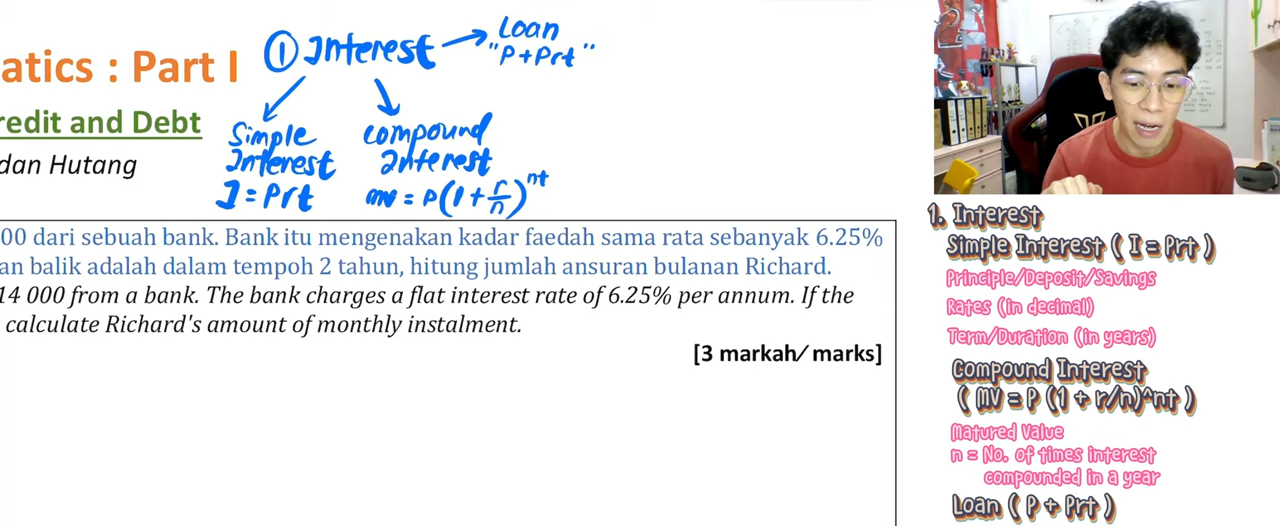 atics : Part I
redit and Debt
dan Hutang
① Interest → Loan
"P+Prt"
Simple
Interest
I = Prt
Compound
Interest
MV = P(1 + r/n)^nt
00 dari sebuah bank. Bank itu mengenakan kadar faedah sama rata sebanyak 6.25%
an balik adalah dalam tempoh 2 tahun, hitung jumlah ansuran bulanan Richard.
14 000 from a bank. The bank charges a flat interest rate of 6.25% per annum. If the
calculate Richard's amount of monthly instalment.
[3 markah/ marks]
1. Interest
Simple Interest ( I = Prt )
Principle/Deposit/Savings
Rates (in decimal)
Term/Duration (in years)
Compound Interest
( MV = P (1 + r/n)^nt )
Matured Value
n = No. of times interest
compounded in a year
Loan ( P + Prt )